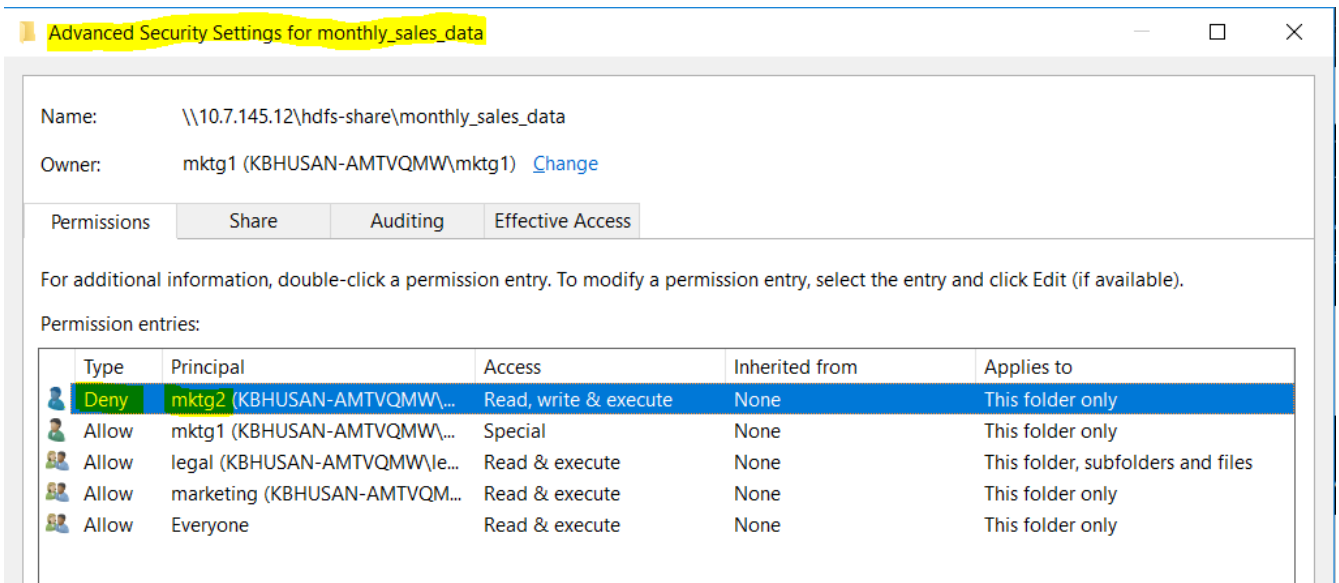 Advanced Security Settings for monthly_sales_data
Name: \\10.7.145.12\hdfs-share\monthly_sales_data
Owner: mktg1 (KBHUSAN-AMTVQMW\mktg1) Change
Permissions Share Auditing Effective Access
For additional information, double-click a permission entry. To modify a permission entry, select the entry and click Edit (if available).
Permission entries:
Type Principal Access Inherited from Applies to
Deny mktg2 (KBHUSAN-AMTVQMW\... Read, write & execute None This folder only
Allow mktg1 (KBHUSAN-AMTVQMW\... Special None This folder only
Allow legal (KBHUSAN-AMTVQMW\le... Read & execute None This folder, subfolders and files
Allow marketing (KBHUSAN-AMTVQM... Read & execute None This folder only
Allow Everyone Read & execute None This folder only